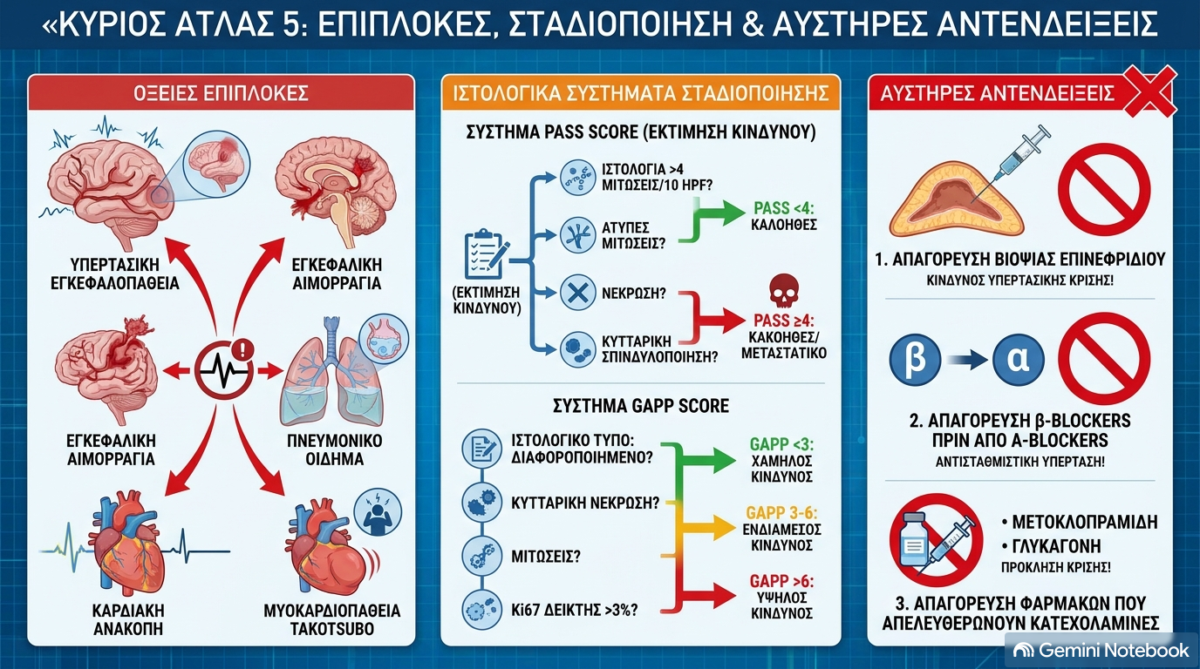 «ΚΥΡΙΟΣ ΑΤΛΑΣ 5: ΕΠΙΠΛΟΚΕΣ, ΣΤΑΔΙΟΠΟΙΗΣΗ & ΑΥΣΤΗΡΕΣ ΑΝΤΕΝΔΕΙΞΕΙΣ
ΟΞΕΙΕΣ ΕΠΙΠΛΟΚΕΣ
ΥΠΕΡΤΑΣΙΚΗ
ΕΓΚΕΦΑΛΟΠΑΘΕΙΑ
ΕΓΚΕΦΑΛΙΚΗ
ΑΙΜΟΡΡΑΓΙΑ
!
ΕΓΚΕΦΑΛΙΚΗ
ΑΙΜΟΡΡΑΓΙΑ
ΠΝΕΥΜΟΝΙΚΟ
ΟΙΔΗΜΑ
ΚΑΡΔΙΑΚΗ
ΑΝΑΚΟΠΗ
ΜΥΟΚΑΡΔΙΟΠΑΘΕΙΑ
TAKOTSUBO
ΙΣΤΟΛΟΓΙΚΑ ΣΥΣΤΗΜΑΤΑ ΣΤΑΔΙΟΠΟΙΗΣΗΣ
ΣΥΣΤΗΜΑ PASS SCORE (ΕΚΤΙΜΗΣΗ ΚΙΝΔΥΝΟΥ)
(ΕΚΤΙΜΗΣΗ
ΚΙΝΔΥΝΟΥ)
ΙΣΤΟΛΟΓΙΑ >4
ΜΙΤΩΣΕΙΣ/10 HPF?
ΑΤΥΠΕΣ
ΜΙΤΩΣΕΙΣ?
ΝΕΚΡΩΣΗ?
ΚΥΤΤΑΡΙΚΗ
ΣΠΙΝΔΥΛΟΠΟΙΗΣΗ?
PASS <4:
ΚΑΛΟΗΘΕΣ
PASS ≥4:
ΚΑΚΟΗΘΕΣ/
ΜΕΤΑΣΤΑΤΙΚΟ
ΣΥΣΤΗΜΑ GAPP SCORE
ΙΣΤΟΛΟΓΙΚΟ ΤΥΠΟ:
ΔΙΑΦΟΡΟΠΟΙΗΜΕΝΟ?
ΚΥΤΤΑΡΙΚΗ ΝΕΚΡΩΣΗ?
ΜΙΤΩΣΕΙΣ?
Ki67 ΔΕΙΚΤΗΣ >3%?
GAPP <3:
ΧΑΜΗΛΟΣ
ΚΙΝΔΥΝΟΣ
GAPP 3-6:
ΕΝΔΙΑΜΕΣΟΣ
ΚΙΝΔΥΝΟΣ
GAPP >6:
ΥΨΗΛΟΣ
ΚΙΝΔΥΝΟΣ
ΑΥΣΤΗΡΕΣ ΑΝΤΕΝΔΕΙΞΕΙΣ
1. ΑΠΑΓΟΡΕΥΣΗ ΒΙΟΨΙΑΣ ΕΠΙΝΕΦΡΙΔΙΟΥ
ΚΙΝΔΥΝΟΣ ΥΠΕΡΤΑΣΙΚΗΣ ΚΡΙΣΗΣ!
β α
2. ΑΠΑΓΟΡΕΥΣΗ β-BLOCKERS
ΠΡΙΝ ΑΠΟ Α-BLOCKERS
ΑΝΤΙΣΤΑΘΜΙΣΤΙΚΗ ΥΠΕΡΤΑΣΗ!
• ΜΕΤΟΚΛΟΠΡΑΜΙΔΗ
• ΓΛΥΚΑΓΟΝΗ
ΠΡΟΚΛΗΣΗ ΚΡΙΣΗΣ!
3. ΑΠΑΓΟΡΕΥΣΗ ΦΑΡΜΑΚΩΝ ΠΟΥ
ΑΠΕΛΕΥΘΕΡΩΝΟΥΝ ΚΑΤΕΧΟΛΑΜΙΝΕΣ
Gemini Notebook